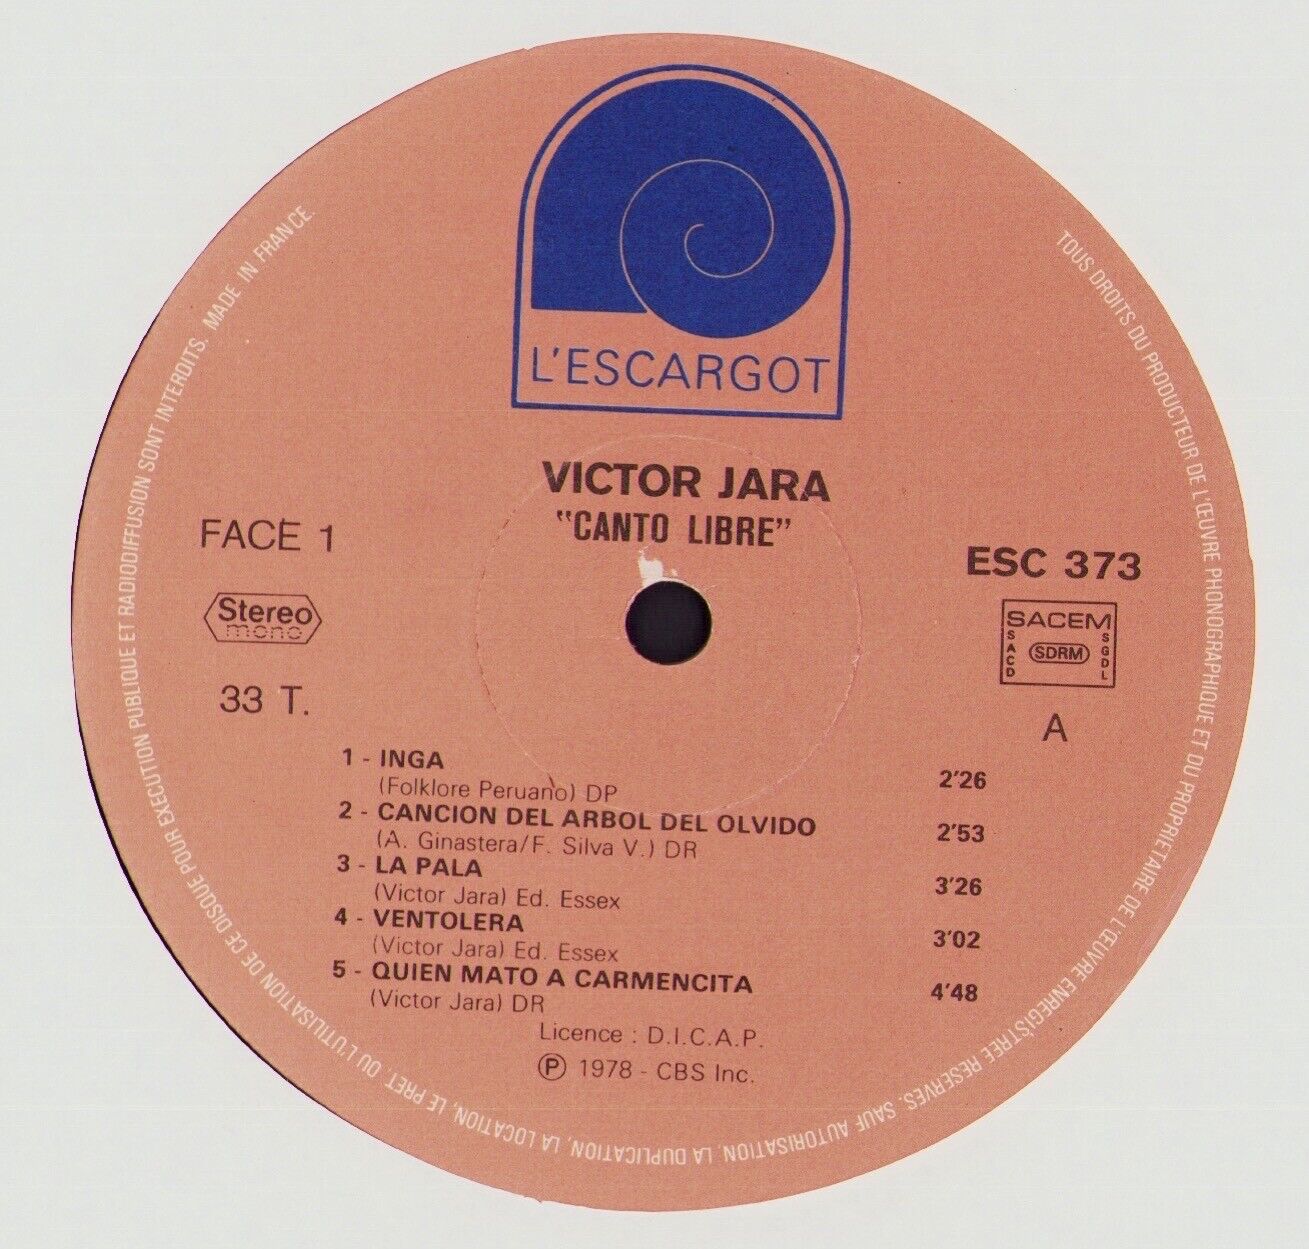 L'ESCARGOT
VICTOR JARA
"CANTO LIBRE"
FACE 1
ESC 373
Stereo
mono
SACEM
SACD
SDRM
SGDL
33 T.
A
1 - INGA 2'26
(Folklore Peruano) DP
2 - CANCION DEL ARBOL DEL OLVIDO 2'53
(A. Ginastera/F. Silva V.) DR
3 - LA PALA 3'26
(Victor Jara) Ed. Essex
4 - VENTOLERA 3'02
(Victor Jara) Ed. Essex
5 - QUIEN MATO A CARMENCITA 4'48
(Victor Jara) DR
Licence : D.I.C.A.P.
℗ 1978 - CBS Inc.
TOUS DROITS DU PRODUCTEUR DE L'ŒUVRE PHONOGRAPHIQUE ET DU PROPRIETAIRE DE L'ŒUVRE ENREGISTREE RESERVES. SAUF AUTORISATION, LA DUPLICATION, LA LOCATION, LE PRET, OU L'UTILISATION DE CE DISQUE POUR EXECUTION PUBLIQUE ET RADIODIFFUSION SONT INTERDITS. MADE IN FRANCE.